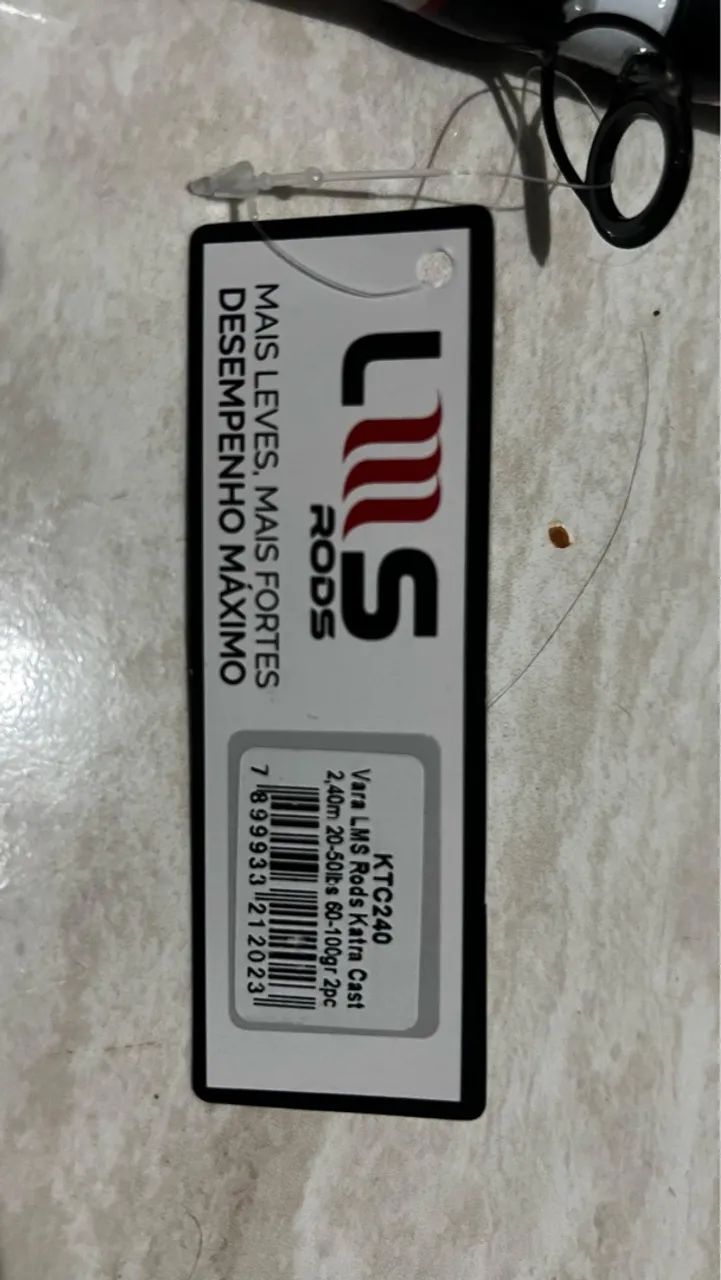 LMS
RODS
MAIS LEVES, MAIS FORTES
DESEMPENHO MÁXIMO
KTC240
Vara LMS Rods Katra Cast
2,40m 20-50lbs 60-100gr 2pc
7 899933 212023